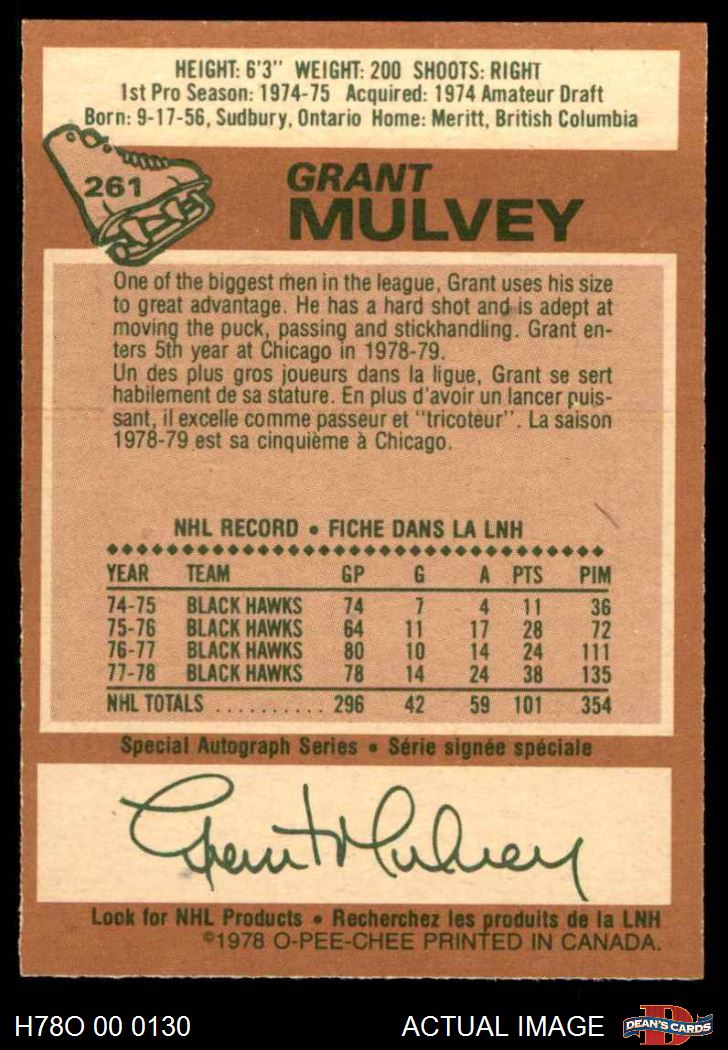 HEIGHT: 6'3" WEIGHT: 200 SHOOTS: RIGHT
1st Pro Season: 1974-75 Acquired: 1974 Amateur Draft
Born: 9-17-56, Sudbury, Ontario Home: Meritt, British Columbia
261
GRANT
MULVEY
One of the biggest men in the league, Grant uses his size
to great advantage. He has a hard shot and is adept at
moving the puck, passing and stickhandling. Grant en-
ters 5th year at Chicago in 1978-79.
Un des plus gros joueurs dans la ligue, Grant se sert
habilement de sa stature. En plus d'avoir un lancer puis-
sant, il excelle comme passeur et "tricoteur". La saison
1978-79 est sa cinquième à Chicago.
NHL RECORD • FICHE DANS LA LNH
YEAR TEAM GP G A PTS PIM
74-75 BLACK HAWKS 74 7 4 11 36
75-76 BLACK HAWKS 64 11 17 28 72
76-77 BLACK HAWKS 80 10 14 24 111
77-78 BLACK HAWKS 78 14 24 38 135
NHL TOTALS .......... 296 42 59 101 354
Special Autograph Series • Série signée spéciale
Grant Mulvey
Look for NHL Products • Recherchez les produits de la LNH
©1978 O-PEE-CHEE PRINTED IN CANADA.
H78O 00 0130 ACTUAL IMAGE D DEAN'S CARDS